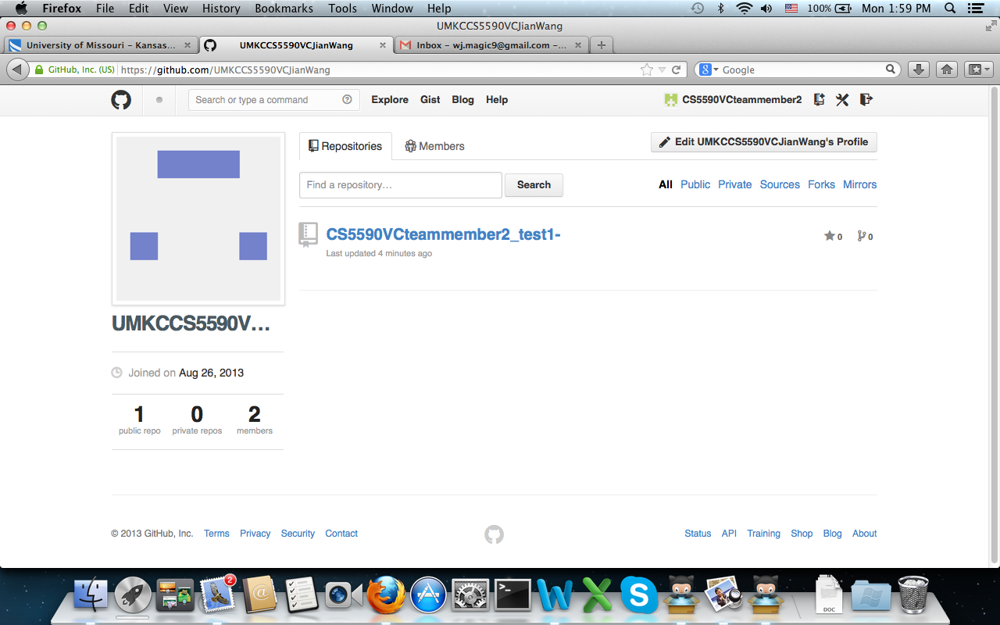 Firefox File Edit View History Bookmarks Tools Window Help 100% Mon 1:59 PM
UMKCCS5590VCJianWang
University of Missouri – Kansas... UMKCCS5590VCJianWang Inbox – wj.magic9@gmail.com –...
GitHub, Inc. (US) https://github.com/UMKCCS5590VCJianWang Google
Search or type a command Explore Gist Blog Help CS5590VCteammember2
Repositories Members Edit UMKCCS5590VCJianWang's Profile
Find a repository… Search All Public Private Sources Forks Mirrors
CS5590VCteammember2_test1- 0 0
Last updated 4 minutes ago
UMKCCS5590V…
Joined on Aug 26, 2013
1 0 2
public repo private repos members
© 2013 GitHub, Inc. Terms Privacy Security Contact Status API Training Shop Blog About
2
DOC